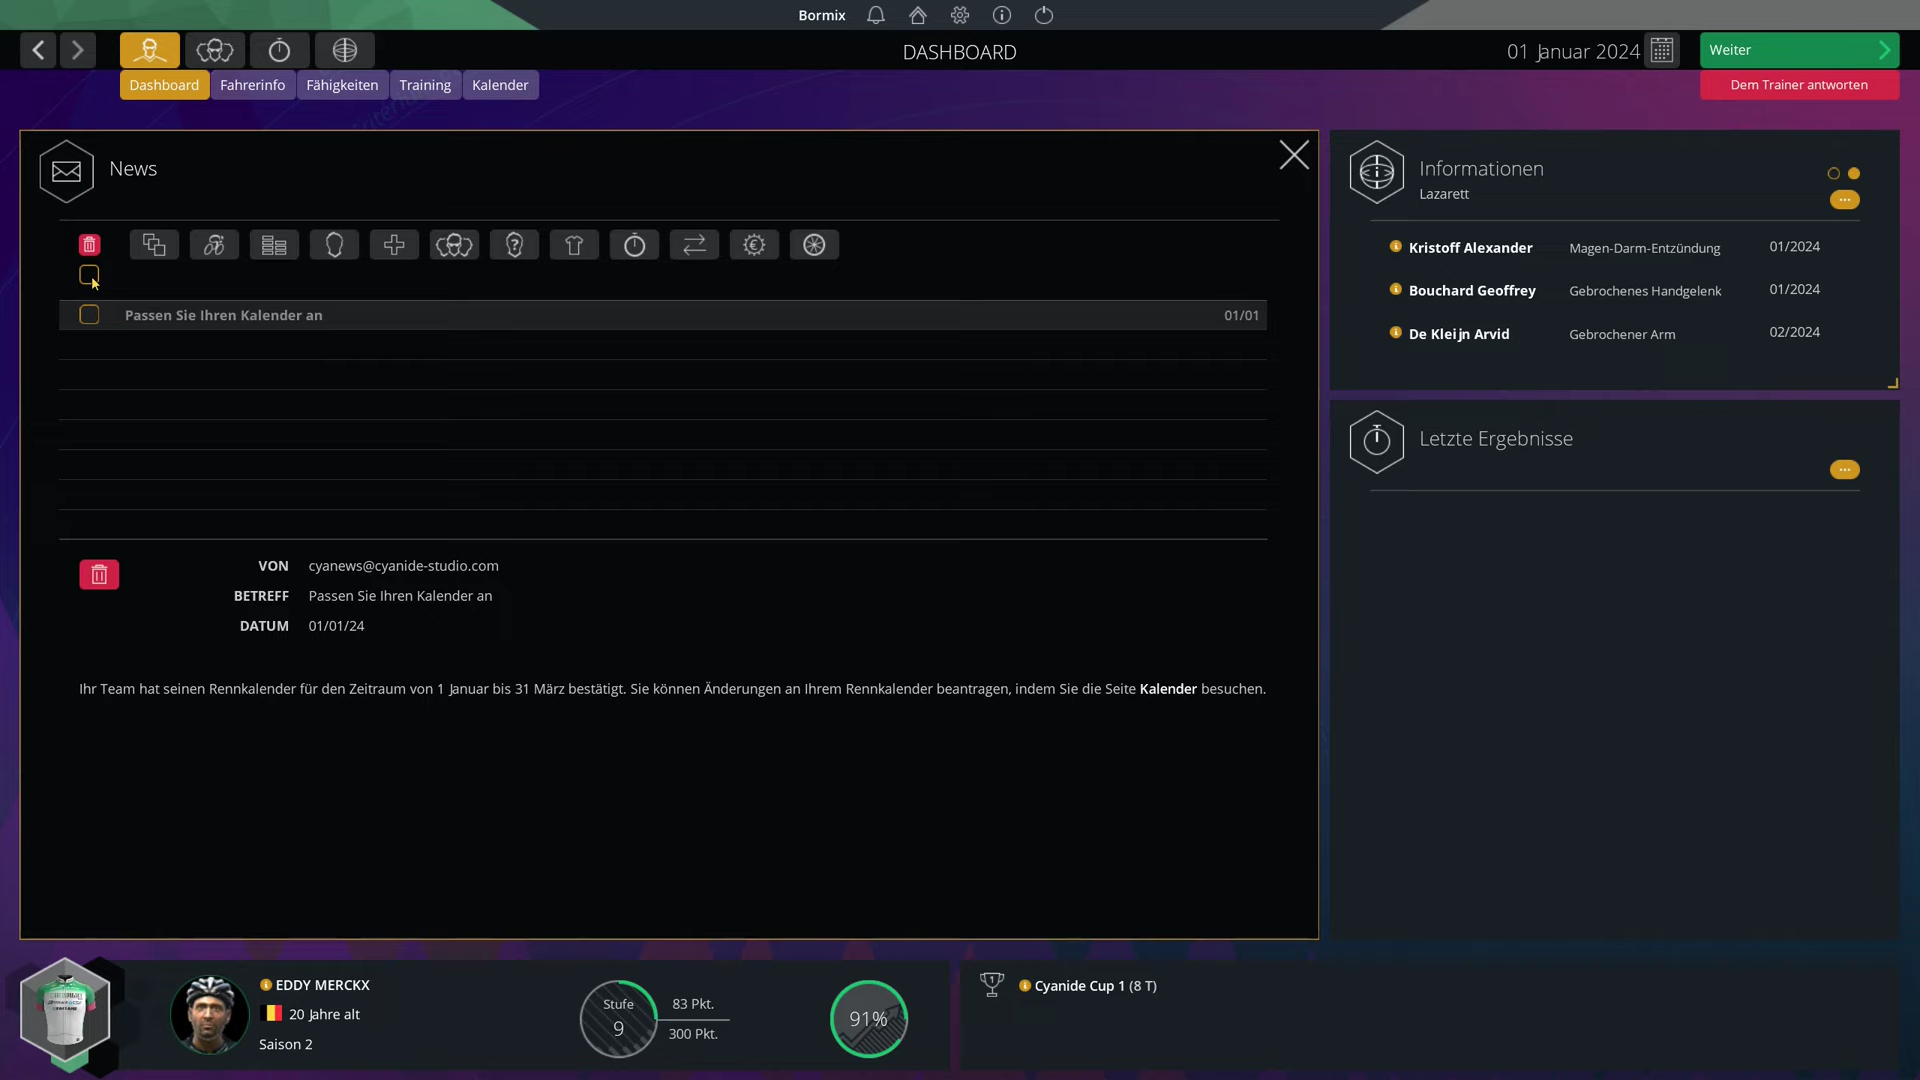 Bormix
DASHBOARD
01 Januar 2024
Weiter
Dashboard
Fahrerinfo
Fähigkeiten
Training
Kalender
Dem Trainer antworten
News
Passen Sie Ihren Kalender an
01/01
VON cyanews@cyanide-studio.com
BETREFF Passen Sie Ihren Kalender an
DATUM 01/01/24
Ihr Team hat seinen Rennkalender für den Zeitraum von 1 Januar bis 31 März bestätigt. Sie können Änderungen an Ihrem Rennkalender beantragen, indem Sie die Seite Kalender besuchen.
Informationen
Lazarett
Kristoff Alexander Magen-Darm-Entzündung 01/2024
Bouchard Geoffrey Gebrochenes Handgelenk 01/2024
De Kleijn Arvid Gebrochener Arm 02/2024
Letzte Ergebnisse
EDDY MERCKX
20 Jahre alt
Saison 2
Stufe
9
83 Pkt.
300 Pkt.
91%
1
Cyanide Cup 1 (8 T)